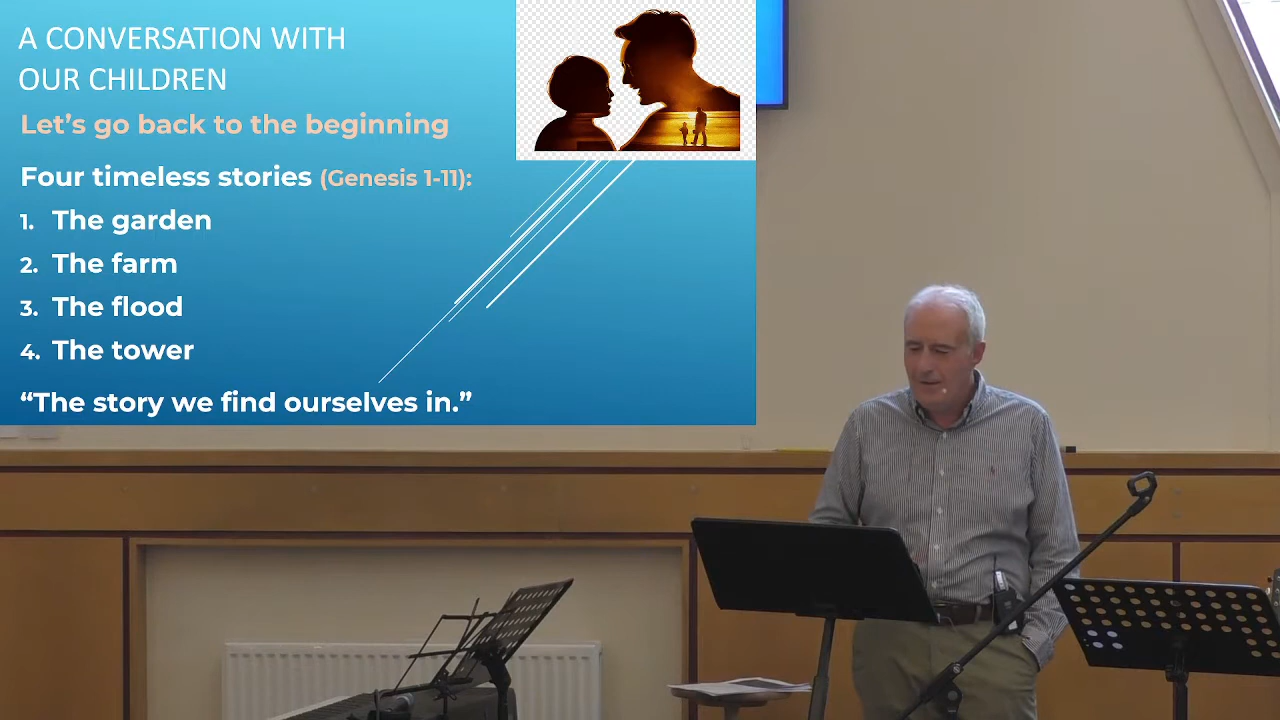 A CONVERSATION WITH
OUR CHILDREN
Let's go back to the beginning
Four timeless stories (Genesis 1-11):
1. The garden
2. The farm
3. The flood
4. The tower
“The story we find ourselves in.”